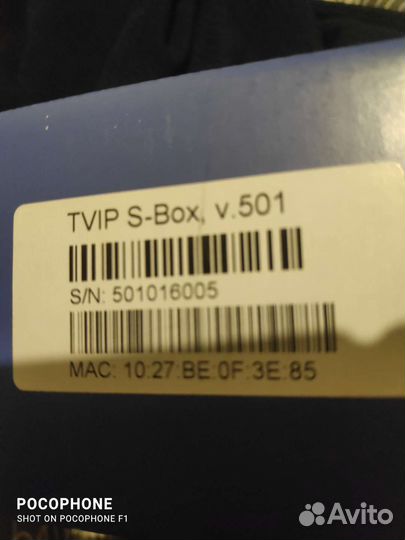 TVIP S-Box, v.501
S/N: 501016005
MAC: 10:27:BE:0F:3E:85
POCOPHONE
SHOT ON POCOPHONE F1
Avito